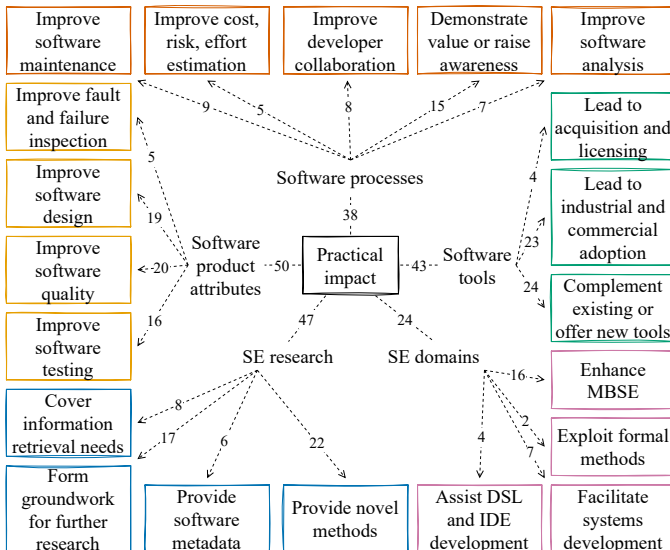 Improve
software
maintenance
Improve cost,
risk, effort
estimation
Improve
developer
collaboration
Demonstrate
value or raise
awareness
Improve
software
analysis
9
5
8
15
7
Improve fault
and failure
inspection
Lead to
acquisition and
licensing
Software processes
5
4
Improve
software
design
Lead to
industrial and
commercial
adoption
38
19
Improve
software
quality
20
Software
product
attributes
50
Practical
impact
43
Software
tools
23
24
Complement
existing or
offer new tools
16
Improve
software
testing
47
24
SE research
SE domains
Enhance
MBSE
16
Cover
information
retrieval needs
8
17
6
22
4
2
7
Exploit formal
methods
Form
groundwork
for further
research
Provide
software
metadata
Provide novel
methods
Assist DSL
and IDE
development
Facilitate
systems
development